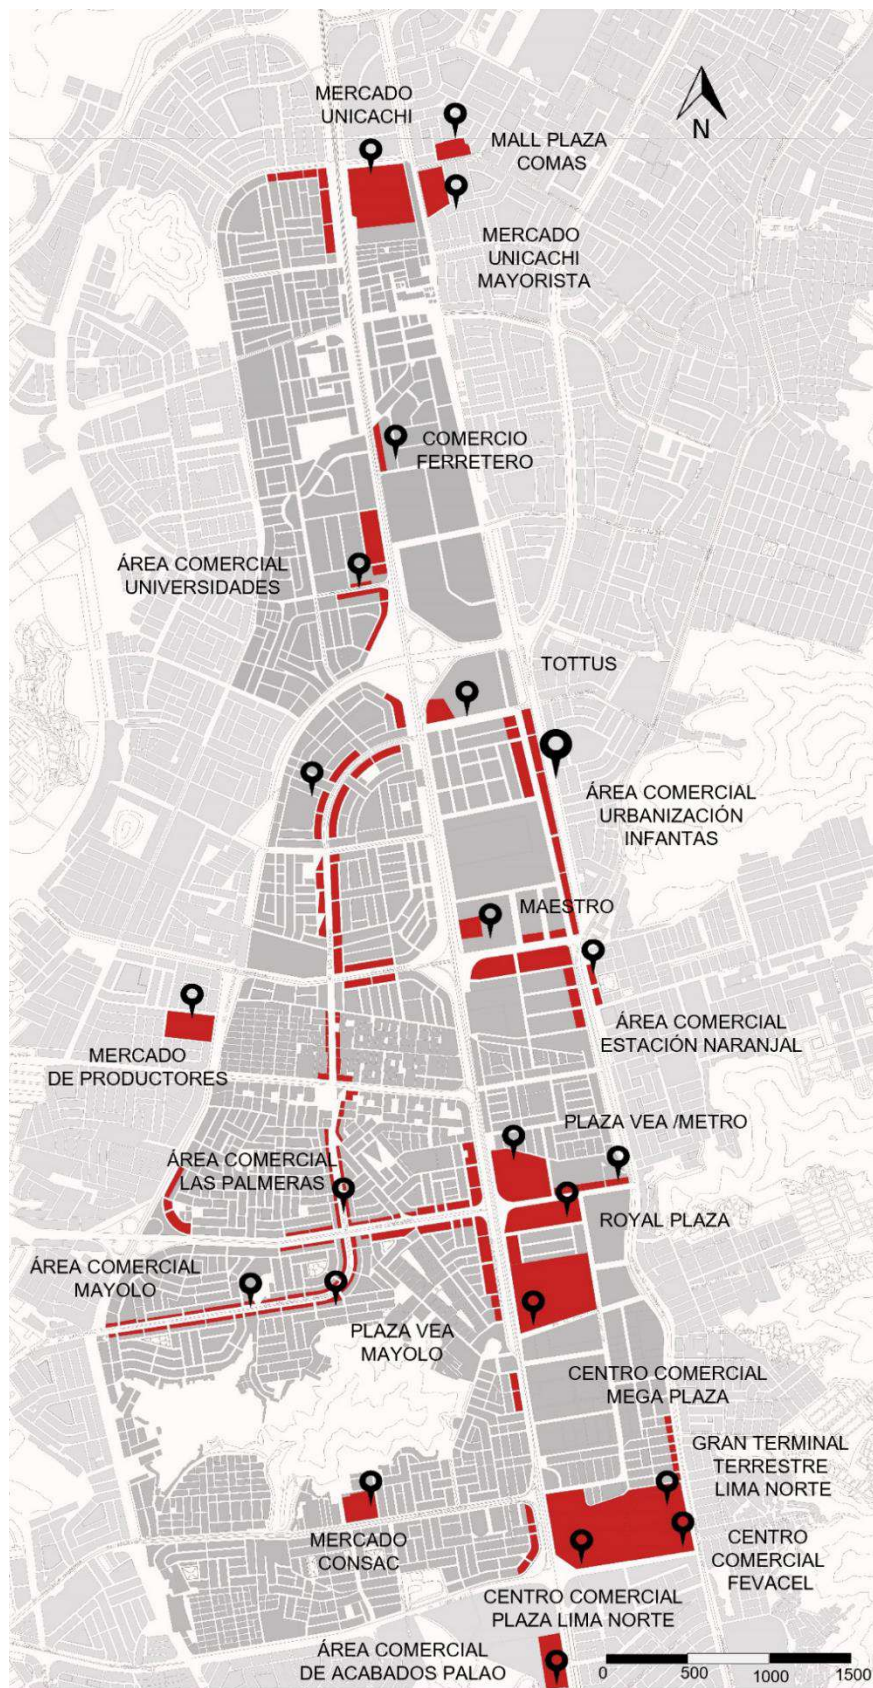 MERCADO
UNICACHI
MALL PLAZA
COMAS
N
MERCADO
UNICACHI
MAYORISTA
COMERCIO
FERRETERO
ÁREA COMERCIAL
UNIVERSIDADES
TOTTUS
ÁREA COMERCIAL
URBANIZACIÓN
INFANTAS
MAESTRO
ÁREA COMERCIAL
ESTACIÓN NARANJAL
MERCADO
DE PRODUCTORES
PLAZA VEA /METRO
ÁREA COMERCIAL
LAS PALMERAS
ROYAL PLAZA
ÁREA COMERCIAL
MAYOLO
PLAZA VEA
MAYOLO
CENTRO COMERCIAL
MEGA PLAZA
GRAN TERMINAL
TERRESTRE
LIMA NORTE
MERCADO
CONSAC
CENTRO
COMERCIAL
FEVACEL
CENTRO COMERCIAL
PLAZA LIMA NORTE
ÁREA COMERCIAL
DE ACABADOS PALAO
0 500 1000 1500